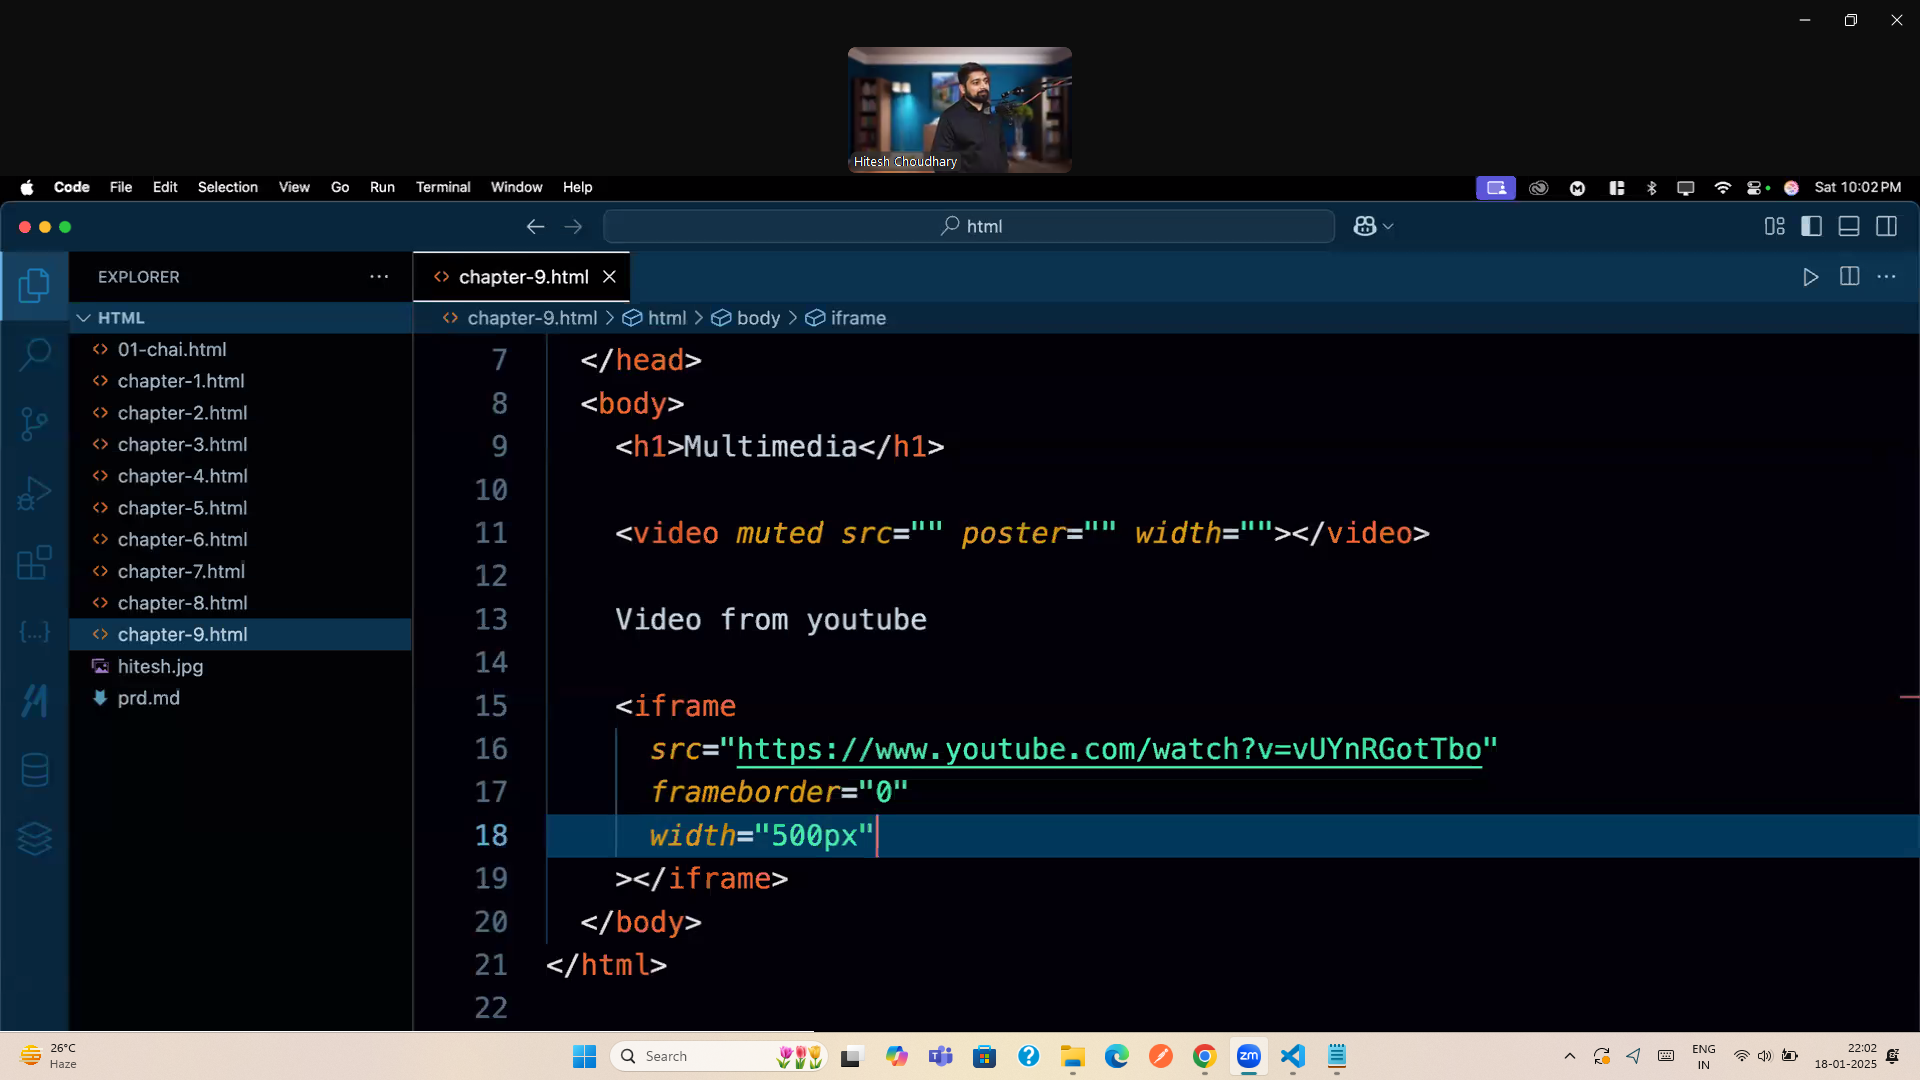 Hitesh Choudhary
Code File Edit Selection View Go Run Terminal Window Help
Sat 10:02 PM
html
EXPLORER
chapter-9.html
HTML
chapter-9.html > html > body > iframe
01-chai.html
chapter-1.html
chapter-2.html
chapter-3.html
chapter-4.html
chapter-5.html
chapter-6.html
chapter-7.html
chapter-8.html
chapter-9.html
hitesh.jpg
prd.md
7 </head>
8 <body>
9 <h1>Multimedia</h1>
10
11 <video muted src="" poster="" width=""></video>
12
13 Video from youtube
14
15 <iframe
16 src="https://www.youtube.com/watch?v=vUYnRGotTbo"
17 frameborder="0"
18 width="500px"
19 ></iframe>
20 </body>
21 </html>
22
26°C
Haze
Search
zm
ENG
IN
22:02
18-01-2025